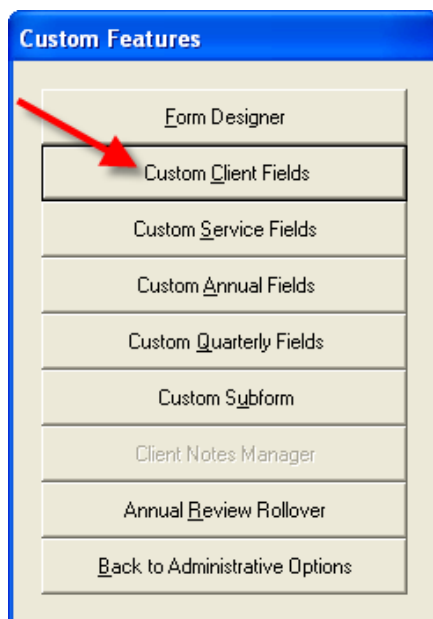 Custom Features
Form Designer
Custom Client Fields
Custom Service Fields
Custom Annual Fields
Custom Quarterly Fields
Custom Subform
Client Notes Manager
Annual Review Rollover
Back to Administrative Options